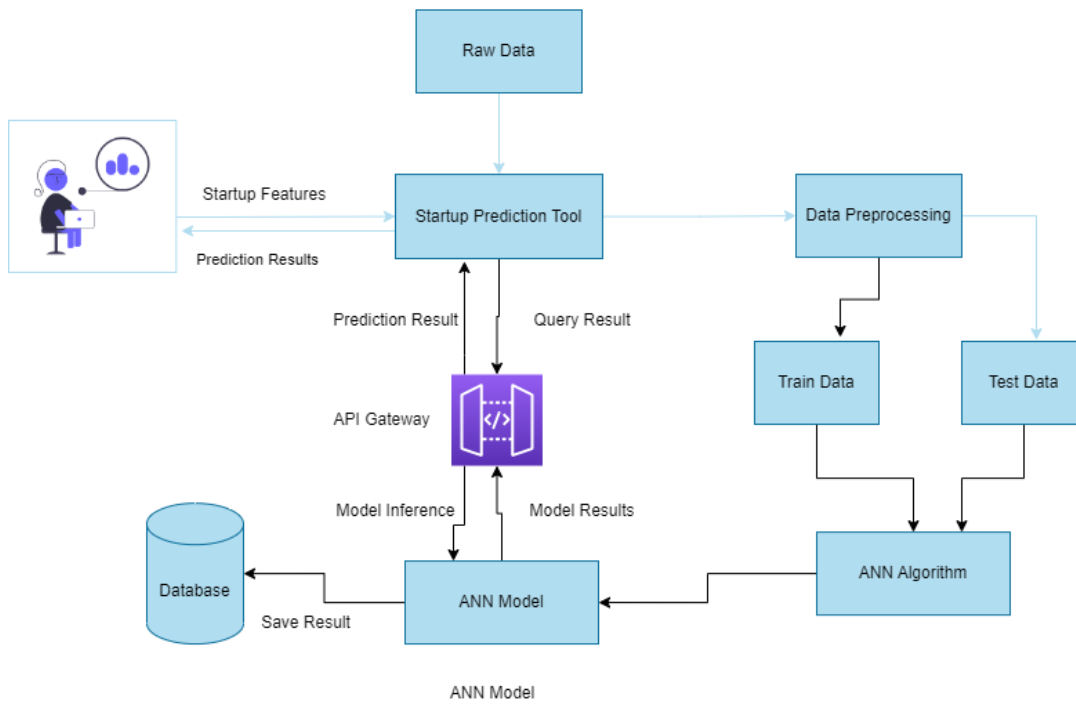 Raw Data
Startup Features
Startup Prediction Tool
Data Preprocessing
Prediction Results
Prediction Result
Query Result
Train Data
Test Data
API Gateway
</>
Model Inference
Model Results
ANN Algorithm
Database
ANN Model
Save Result
ANN Model